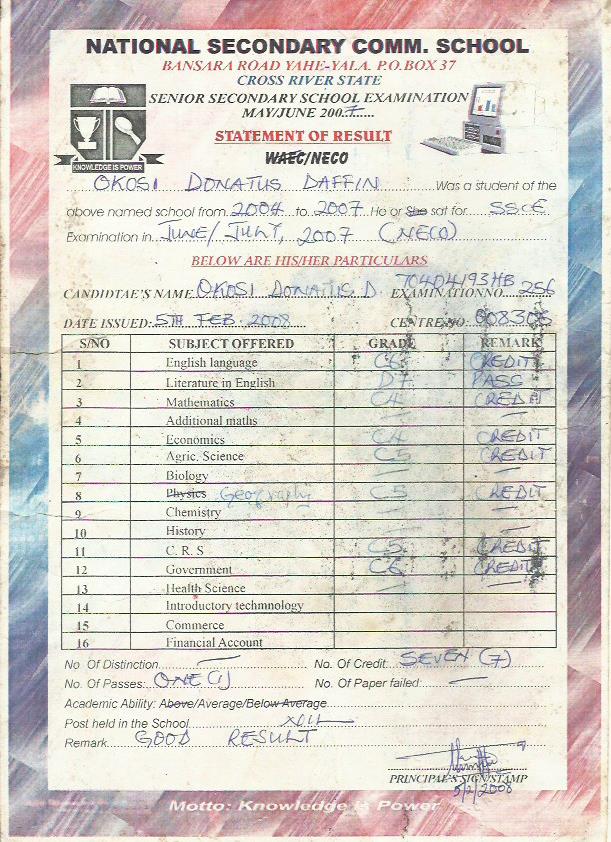 NATIONAL SECONDARY COMM. SCHOOL
BANSARA ROAD YAHE-YALA. P.O.BOX 37
CROSS RIVER STATE
SENIOR SECONDARY SCHOOL EXAMINATION
MAY/JUNE 2007
STATEMENT OF RESULT
WAEC/NECO
KNOWLEDGE IS POWER
OKOSI DONATUS DAFFIN Was a student of the
above named school from 2004 to 2007 He or She sat for SSCE
Examination in JUNE/JULY, 2007 (NECO)
BELOW ARE HIS/HER PARTICULARS
CANDIDTAE'S NAME OKOSI DONATUS D. EXAMINATION NO. 70404193HB 256
DATE ISSUED: 5TH FEB. 2008 CENTRE NO 008305
S/NO SUBJECT OFFERED GRADE REMARK
1 English language C6 CREDIT
2 Literature in English D7 PASS
3 Mathematics C4 CREDIT
4 Additional maths — —
5 Economics C4 CREDIT
6 Agric. Science C5 CREDIT
7 Biology — —
8 Physics Geography C5 CREDIT
9 Chemistry — —
10 History — —
11 C. R. S C5 CREDIT
12 Government C6 CREDIT
13 Health Science — —
14 Introductory techmnology
15 Commerce
16 Financial Account
No. Of Distinction — No. Of Credit: SEVEN (7)
No. Of Passes: ONE (1) No. Of Paper failed: —
Academic Ability: Above/Average/Below Average
Post held in the School NIL
Remark GOOD RESULT
PRINCIPAL'S SIGN/STAMP
5/2/2008
Motto: Knowledge is Power